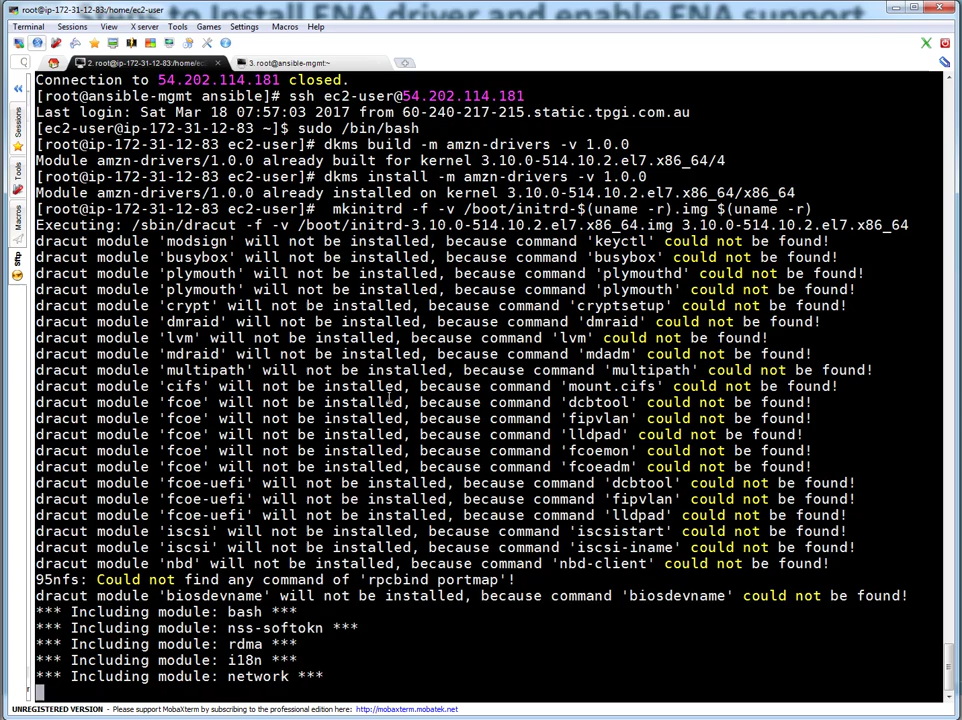 root@ip-172-31-12-83:/home/ec2-user
Steps to Install ENA driver and enable ENA support
Terminal Sessions View X server Tools Games Settings Macros Help
2. root@ip-172-31-12-83:/home/ec 3. root@ansible-mgmt:~
Sessions
Tools
Macros
Sftp
Connection to 54.202.114.181 closed.
[root@ansible-mgmt ansible]# ssh ec2-user@54.202.114.181
Last login: Sat Mar 18 07:57:03 2017 from 60-240-217-215.static.tpgi.com.au
[ec2-user@ip-172-31-12-83 ~]$ sudo /bin/bash
[root@ip-172-31-12-83 ec2-user]# dkms build -m amzn-drivers -v 1.0.0
Module amzn-drivers/1.0.0 already built for kernel 3.10.0-514.10.2.el7.x86_64/4
[root@ip-172-31-12-83 ec2-user]# dkms install -m amzn-drivers -v 1.0.0
Module amzn-drivers/1.0.0 already installed on kernel 3.10.0-514.10.2.el7.x86_64/x86_64
[root@ip-172-31-12-83 ec2-user]#  mkinitrd -f -v /boot/initrd-$(uname -r).img $(uname -r)
Executing: /sbin/dracut -f -v /boot/initrd-3.10.0-514.10.2.el7.x86_64.img 3.10.0-514.10.2.el7.x86_64
dracut module 'modsign' will not be installed, because command 'keyctl' could not be found!
dracut module 'busybox' will not be installed, because command 'busybox' could not be found!
dracut module 'plymouth' will not be installed, because command 'plymouthd' could not be found!
dracut module 'plymouth' will not be installed, because command 'plymouth' could not be found!
dracut module 'crypt' will not be installed, because command 'cryptsetup' could not be found!
dracut module 'dmraid' will not be installed, because command 'dmraid' could not be found!
dracut module 'lvm' will not be installed, because command 'lvm' could not be found!
dracut module 'mdraid' will not be installed, because command 'mdadm' could not be found!
dracut module 'multipath' will not be installed, because command 'multipath' could not be found!
dracut module 'cifs' will not be installed, because command 'mount.cifs' could not be found!
dracut module 'fcoe' will not be installed, because command 'dcbtool' could not be found!
dracut module 'fcoe' will not be installed, because command 'fipvlan' could not be found!
dracut module 'fcoe' will not be installed, because command 'lldpad' could not be found!
dracut module 'fcoe' will not be installed, because command 'fcoemon' could not be found!
dracut module 'fcoe' will not be installed, because command 'fcoeadm' could not be found!
dracut module 'fcoe-uefi' will not be installed, because command 'dcbtool' could not be found!
dracut module 'fcoe-uefi' will not be installed, because command 'fipvlan' could not be found!
dracut module 'fcoe-uefi' will not be installed, because command 'lldpad' could not be found!
dracut module 'iscsi' will not be installed, because command 'iscsistart' could not be found!
dracut module 'iscsi' will not be installed, because command 'iscsi-iname' could not be found!
dracut module 'nbd' will not be installed, because command 'nbd-client' could not be found!
95nfs: Could not find any command of 'rpcbind portmap'!
dracut module 'biosdevname' will not be installed, because command 'biosdevname' could not be found!
*** Including module: bash ***
*** Including module: nss-softokn ***
*** Including module: rdma ***
*** Including module: i18n ***
*** Including module: network ***
UNREGISTERED VERSION - Please support MobaXterm by subscribing to the professional edition here: http://mobaxterm.mobatek.net